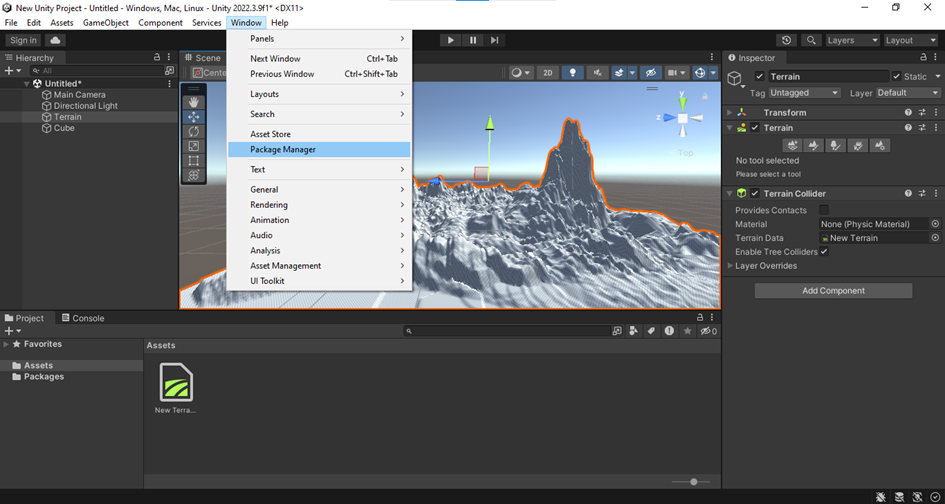 New Unity Project - Untitled - Windows, Mac, Linux - Unity 2022.3.9f1* <DX11>
File Edit Assets GameObject Component Services Window Help
Sign in
Layers Layout
Hierarchy
All
Untitled*
Main Camera
Directional Light
Terrain
Cube
Scene
Center
2D
Panels
Next Window Ctrl+Tab
Previous Window Ctrl+Shift+Tab
Layouts
Search
Asset Store
Package Manager
Text
General
Rendering
Animation
Audio
Analysis
Asset Management
UI Toolkit
y
z
Top
Inspector
Terrain Static
Tag Untagged Layer Default
Transform
Terrain
No tool selected
Please select a tool
Terrain Collider
Provides Contacts
Material None (Physic Material)
Terrain Data New Terrain
Enable Tree Colliders
Layer Overrides
Add Component
Project Console
0
Favorites
Assets
Packages
Assets
New Terra...